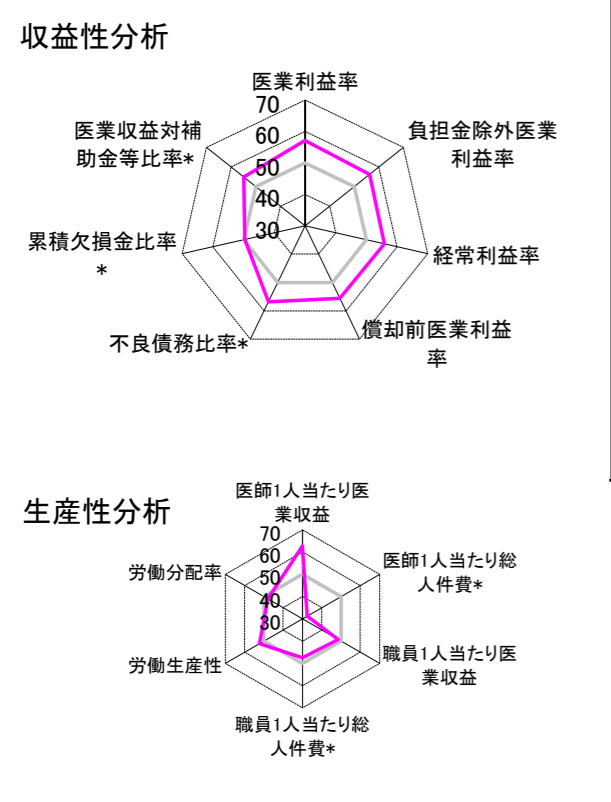 収益性分析
医業利益率
70
60
50
40
30
負担金除外医業
利益率
経常利益率
償却前医業利益
率
不良債務比率*
累積欠損金比率
*
医業収益対補
助金等比率*
生産性分析
医師1人当たり医
業収益
70
60
50
40
30
医師1人当たり総
人件費*
職員1人当たり医
業収益
職員1人当たり総
人件費*
労働生産性
労働分配率